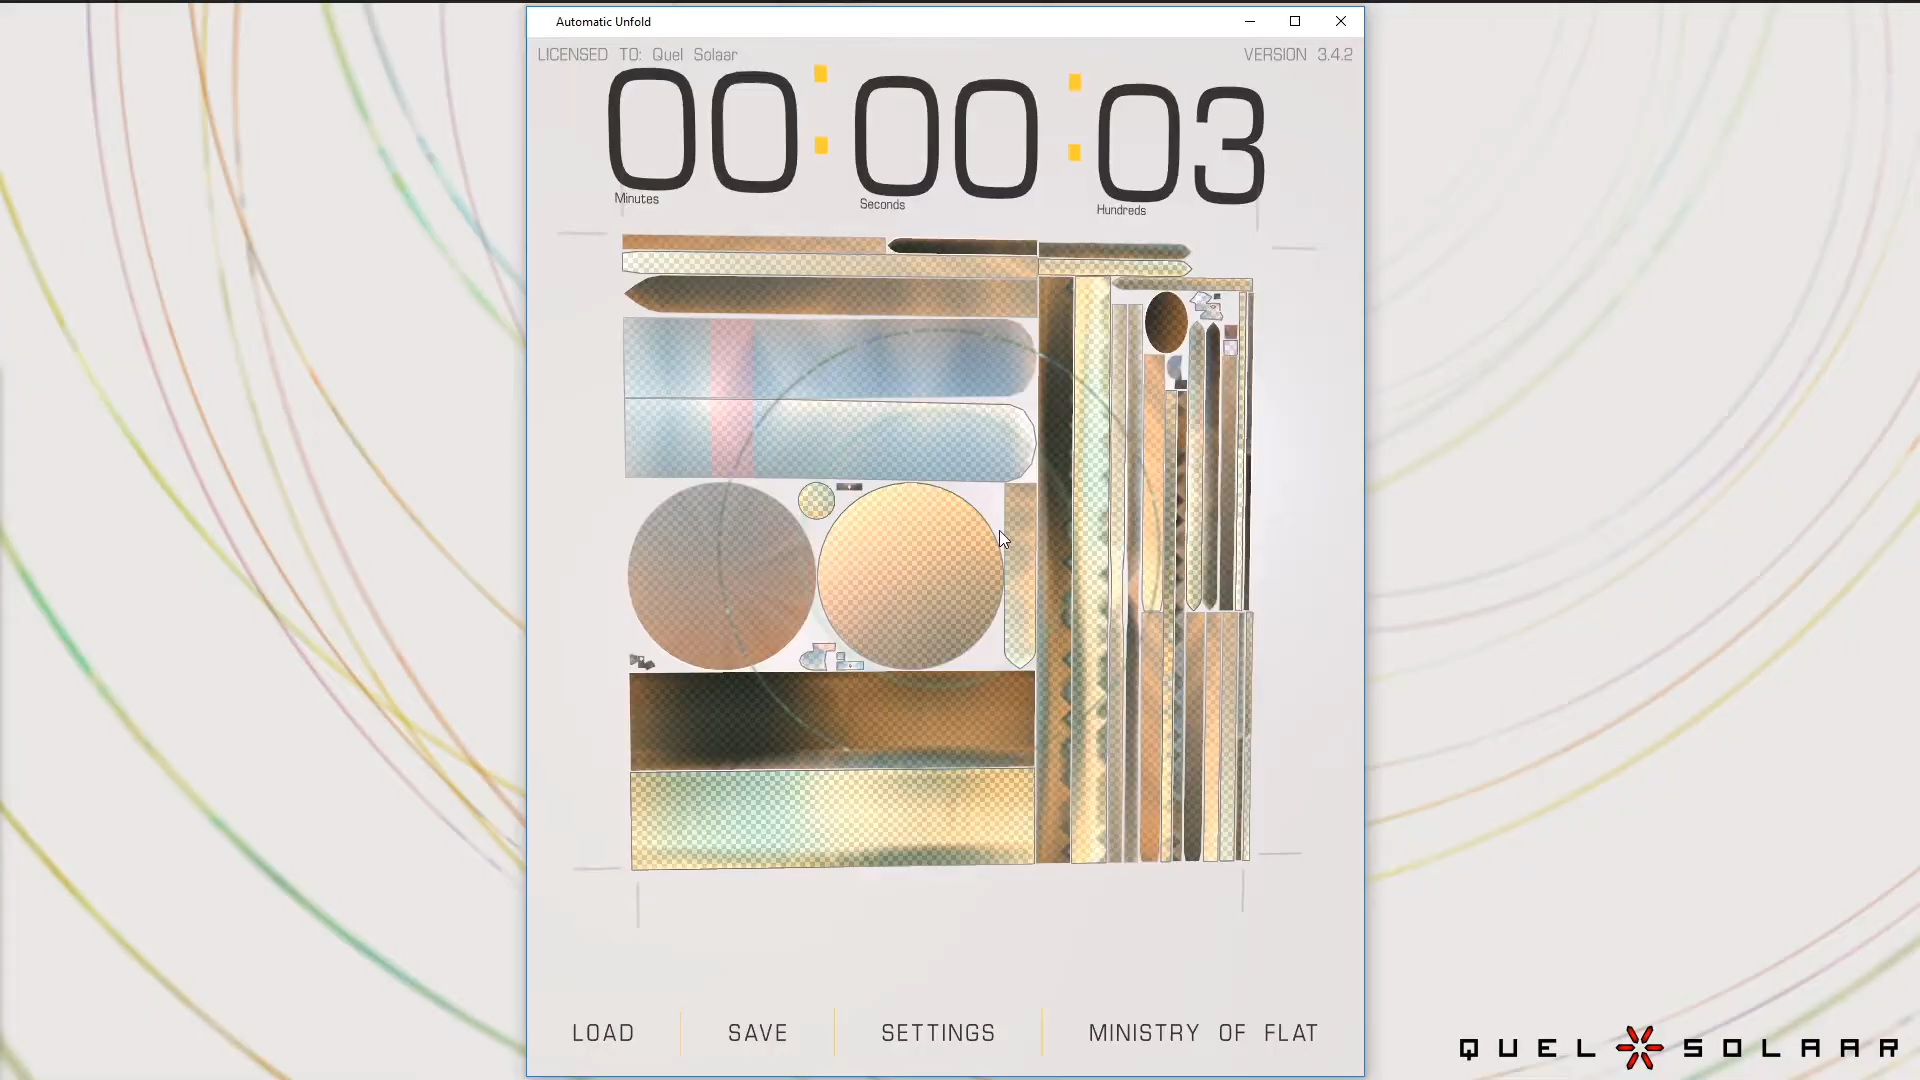 Automatic Unfold
LICENSED TO: Quel Solaar
VERSION 3.4.2
00:00:03
Minutes
Seconds
Hundreds
LOAD
SAVE
SETTINGS
MINISTRY OF FLAT
QUEL SOLAAR